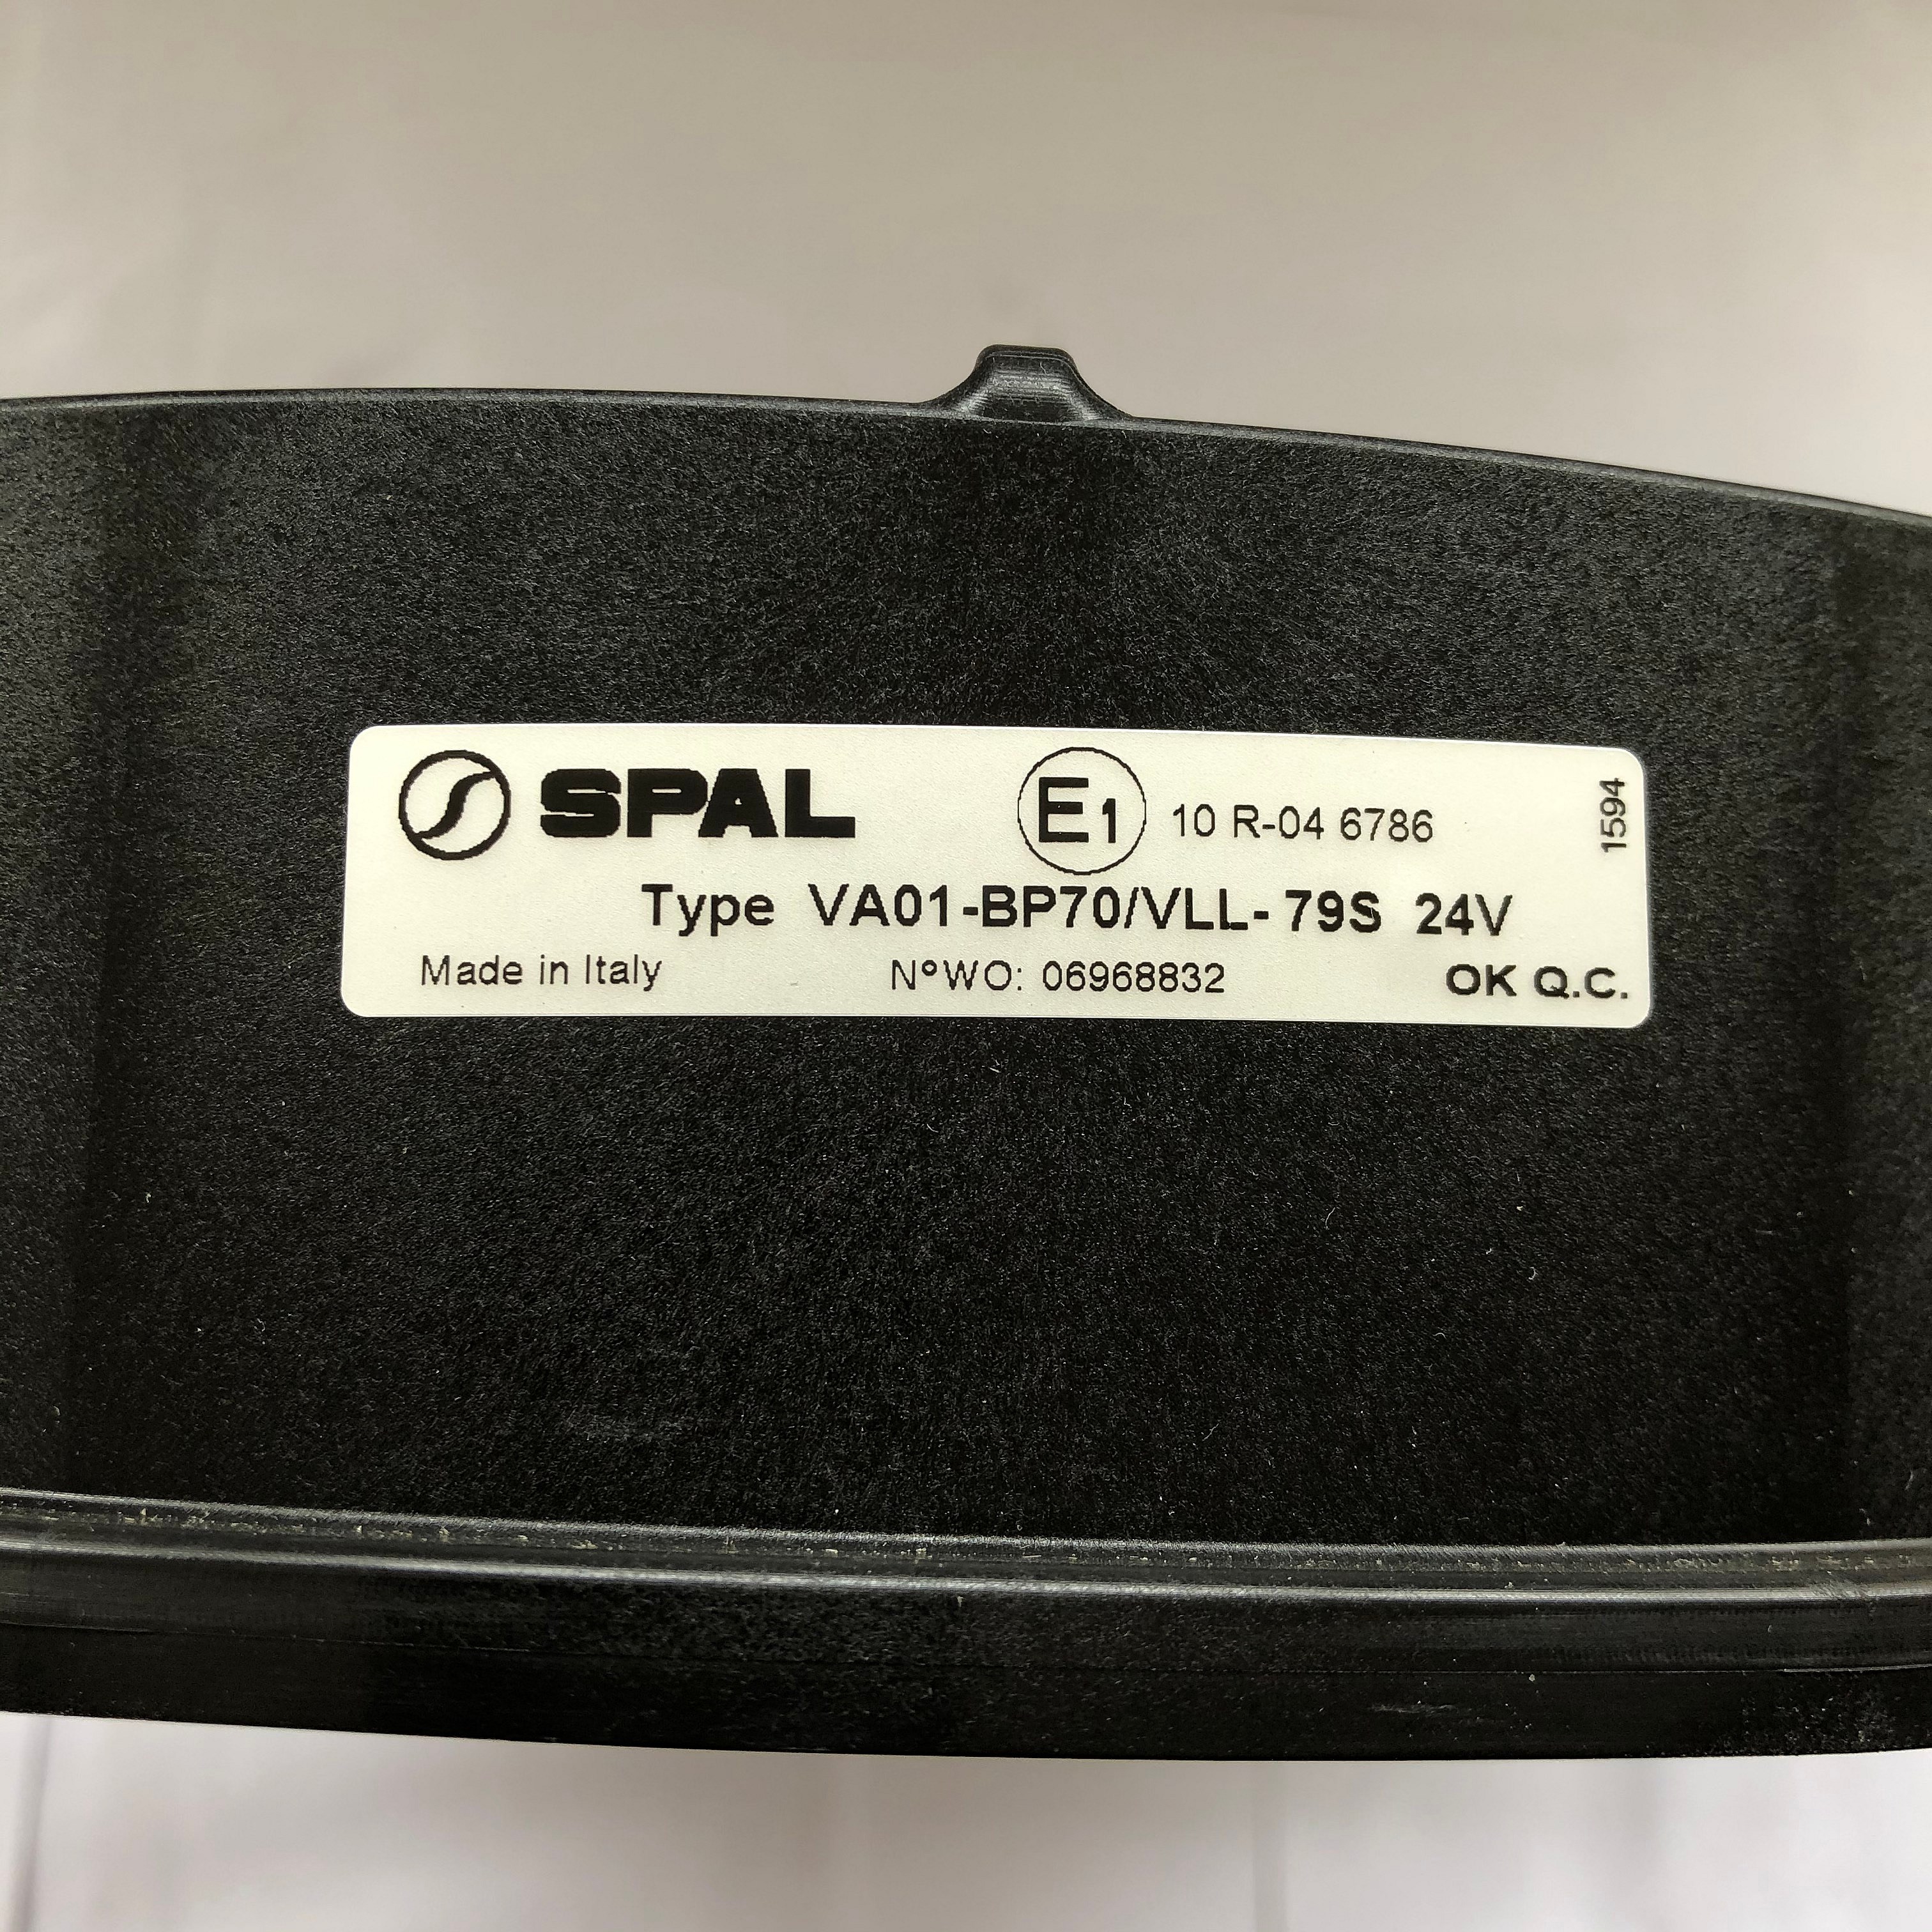 SPAL E1 10 R-04 6786
1594
Type VA01-BP70/VLL-79S 24V
Made in Italy N°WO: 06968832 OK Q.C.